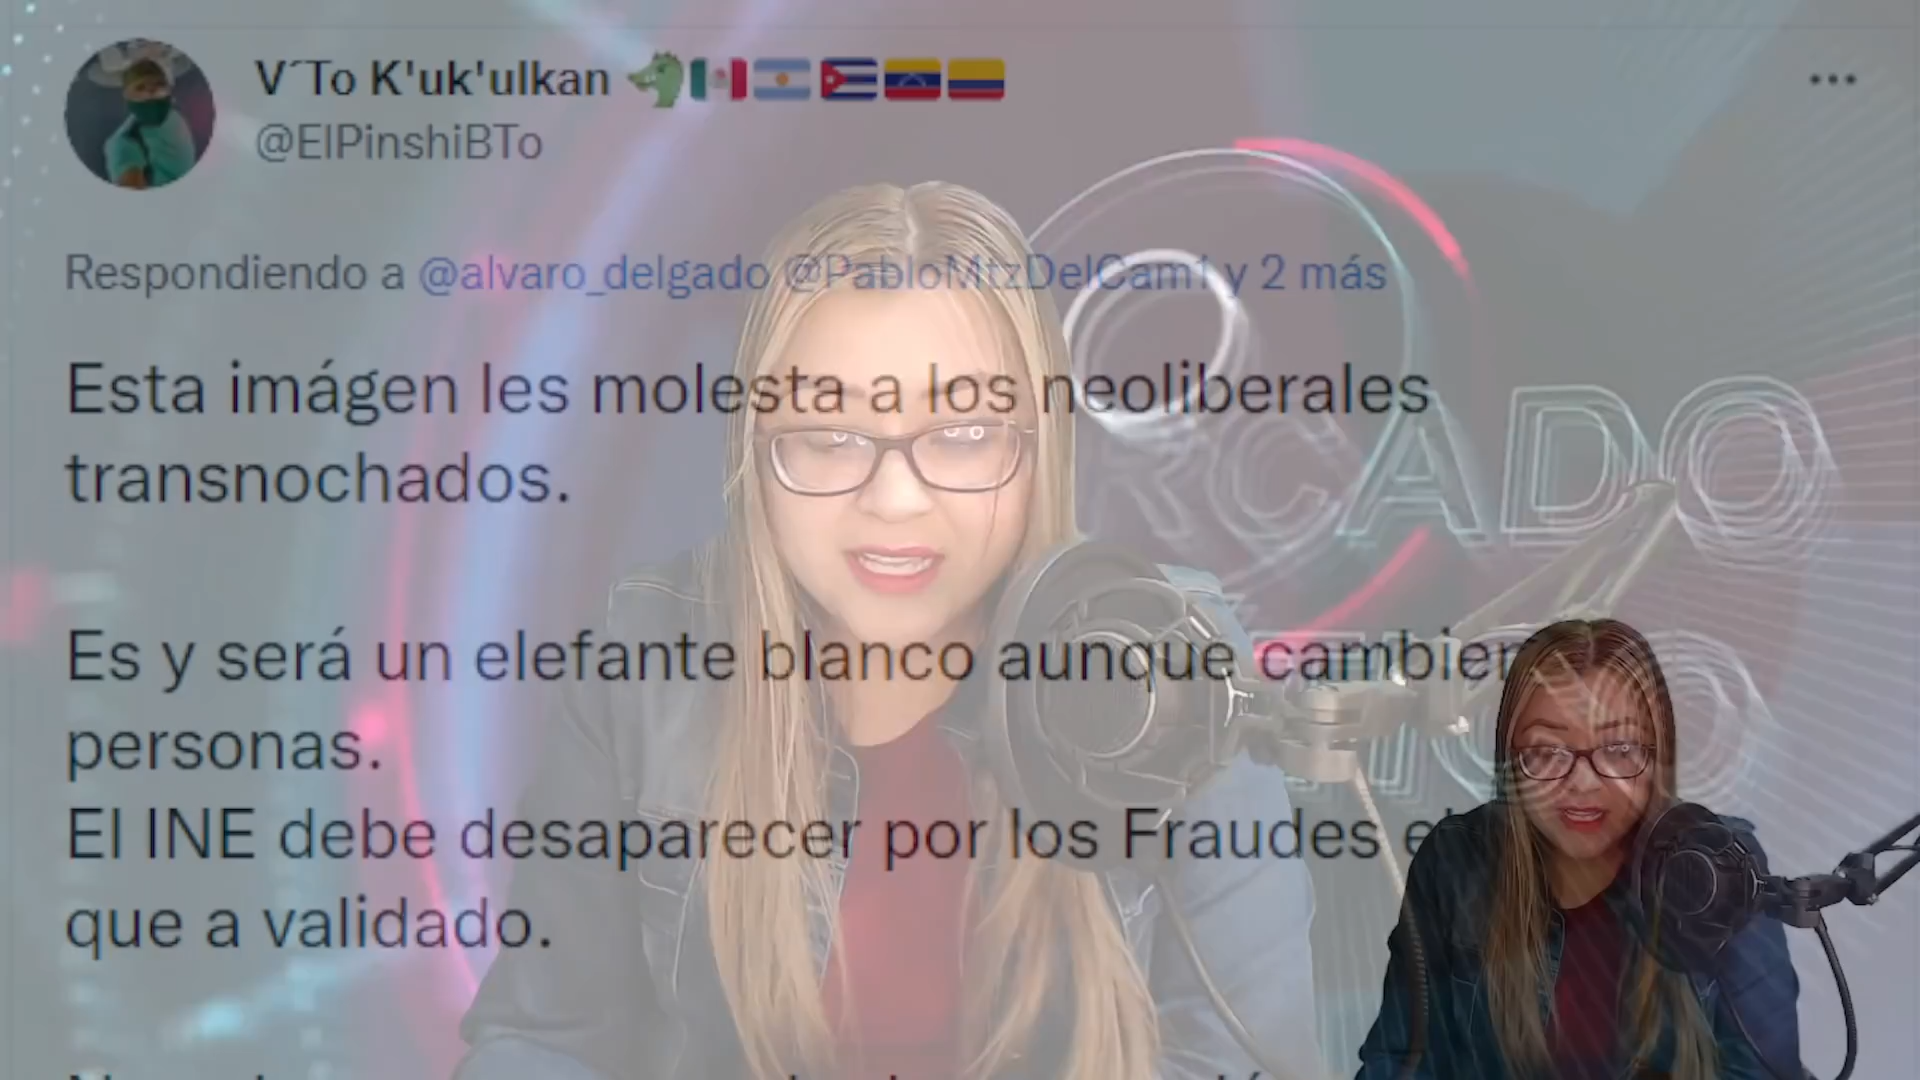 V´To K'uk'ulkan
@ElPinshiBTo
Respondiendo a @alvaro_delgado @PabloMtzDelCam1 y 2 más
Esta imágen les molesta a los neoliberales
transnochados.
Es y será un elefante blanco aunque cambien
personas.
El INE debe desaparecer por los Fraudes
que a validado.
RCADO